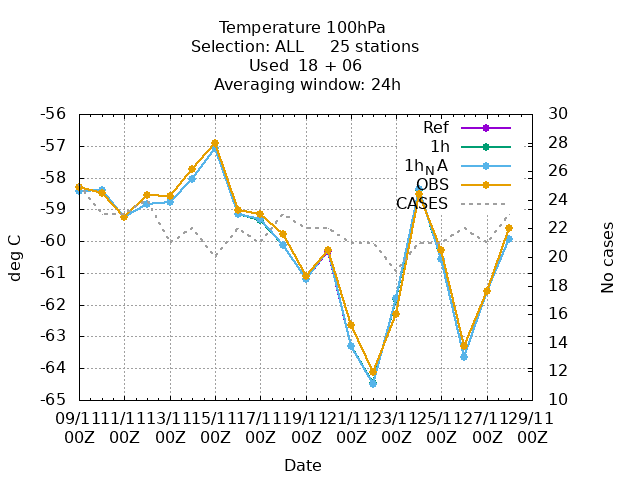 Temperature 100hPa
Selection: ALL 25 stations
Used 18 + 06
Averaging window: 24h
-56 30
-57 28
-58 26
-59 24
-60 22
-61 20
-62 18
-63 16
-64 14
-65 12
10
Ref
1h
1hNA
OBS
CASES
deg C
No cases
09/11 11/11 13/11 15/11 17/11 19/11 21/11 23/11 25/11 27/11 29/11
00Z 00Z 00Z 00Z 00Z 00Z 00Z 00Z 00Z 00Z 00Z
Date